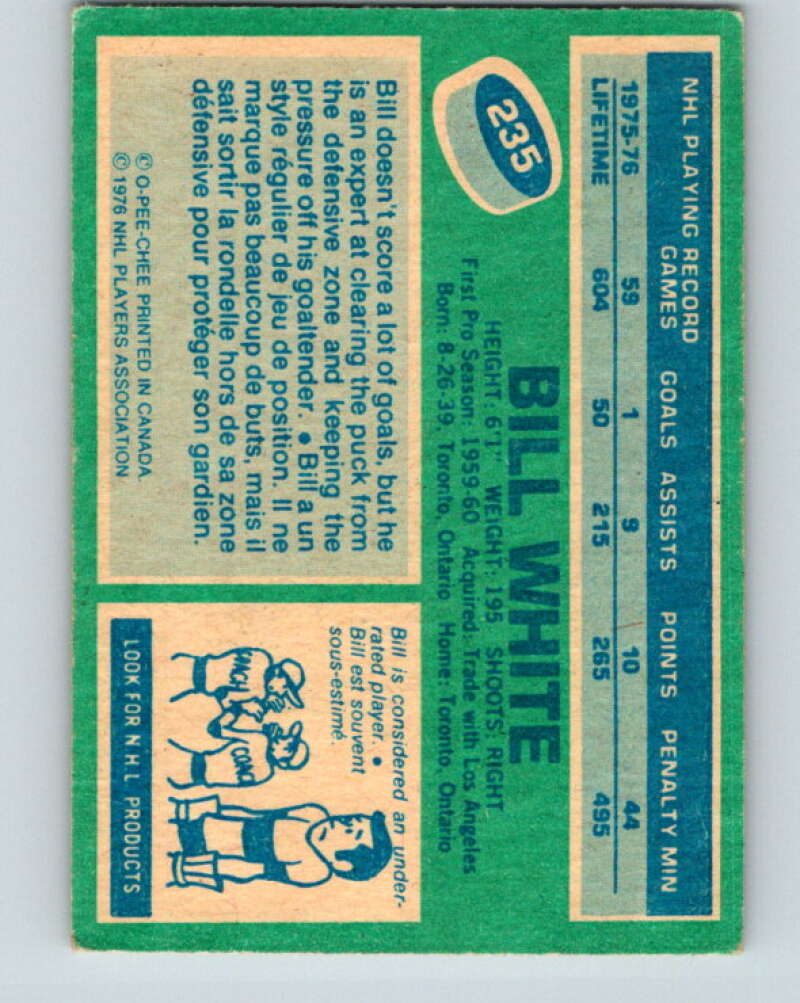 NHL PLAYING RECORD
GAMES GOALS ASSISTS POINTS PENALTY MIN
1975-76 59 1 9 10 44
LIFETIME 604 50 215 265 495
235
BILL WHITE
HEIGHT: 6'1" WEIGHT: 195 SHOOTS: RIGHT
First Pro Season: 1959-60 Acquired: Trade with Los Angeles
Born: 8-26-39, Toronto, Ontario Home: Toronto, Ontario
Bill doesn't score a lot of goals, but he
is an expert at clearing the puck from
the defensive zone and keeping the
pressure off his goaltender. • Bill a un
style régulier de jeu de position. Il ne
marque pas beaucoup de buts, mais il
sait sortir la rondelle hors de sa zone
défensive pour protéger son gardien.
© O-PEE-CHEE PRINTED IN CANADA
© 1976 NHL PLAYERS ASSOCIATION
Bill is considered an under-
rated player. •
Bill est souvent
sous-estimé.
COACH
COACH
LOOK FOR N H L PRODUCTS